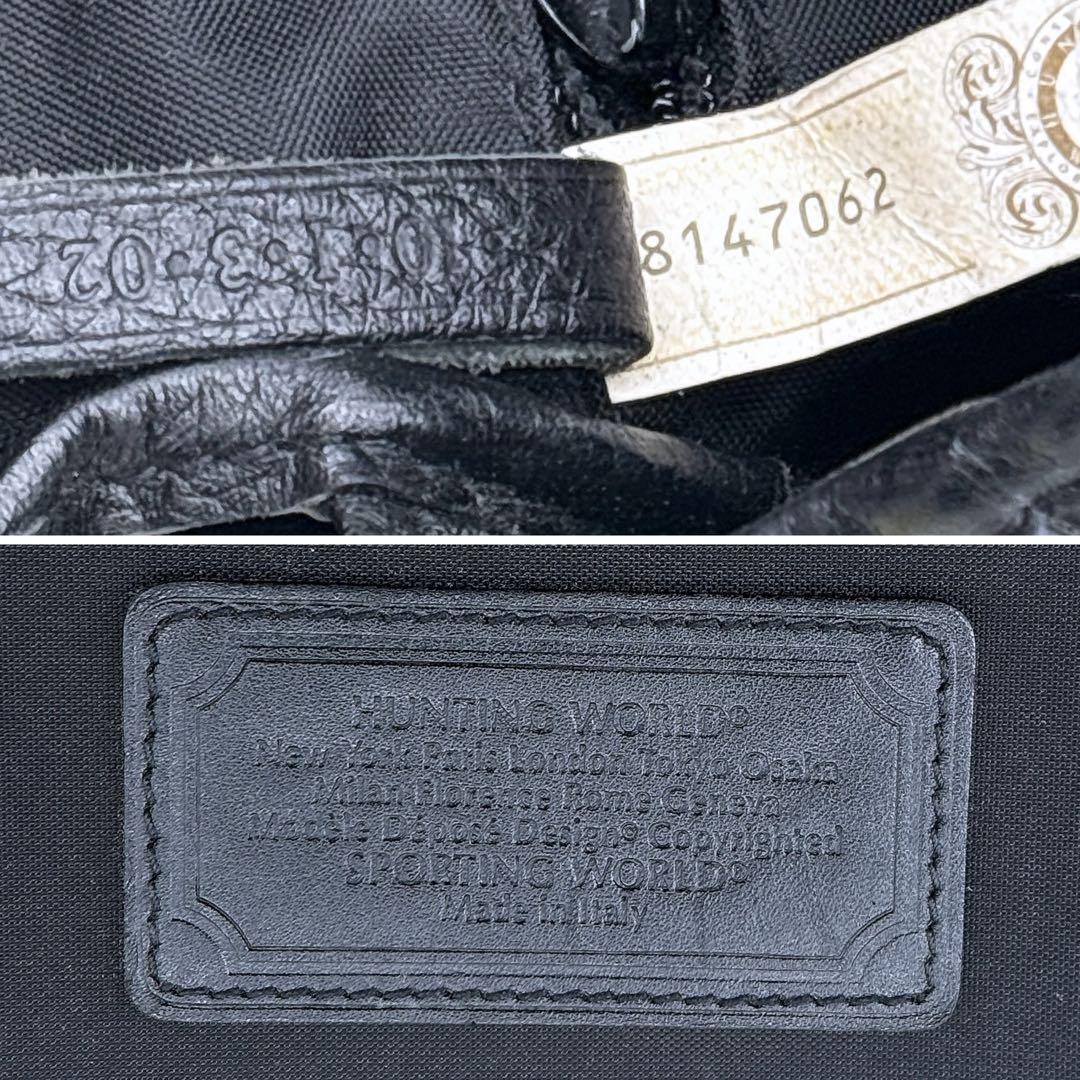 8147062
HUNTING WORLD®
New York Paris London Tokyo Osaka
Milan Florence Rome Geneva
Modèle Déposé Design® Copyrighted
SPORTING WORLD®
Made in Italy